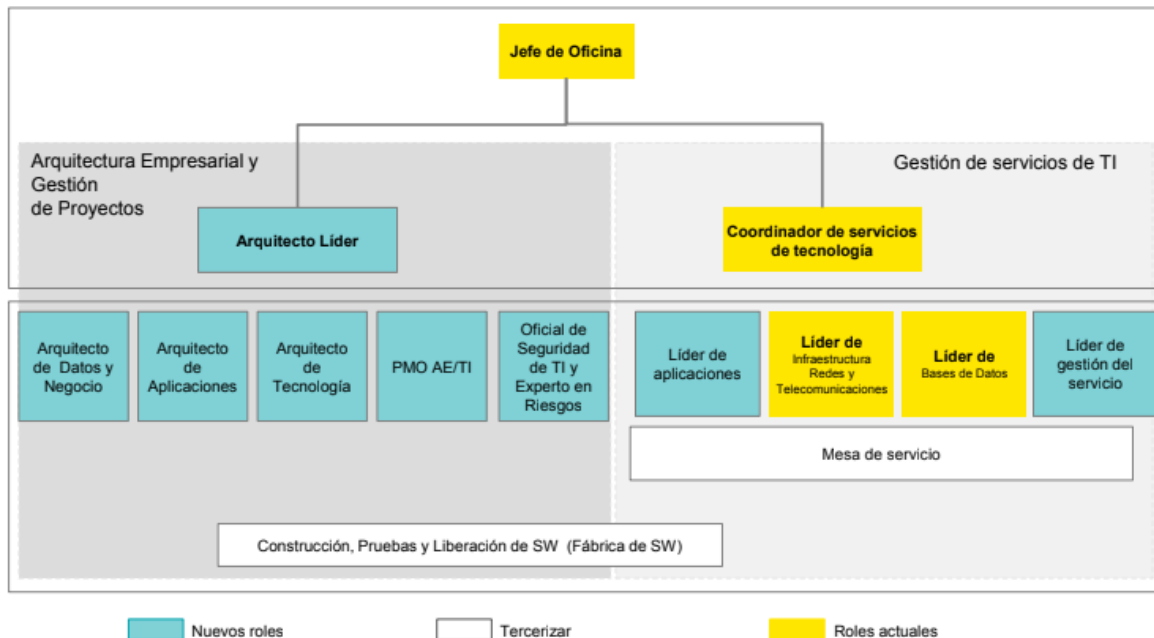 Jefe de Oficina
Arquitectura Empresarial y
Gestión
de Proyectos
Gestión de servicios de TI
Arquitecto Líder
Coordinador de servicios
de tecnología
Arquitecto
de Datos y
Negocio
Arquitecto
de
Aplicaciones
Arquitecto
de
Tecnología
PMO AE/TI
Oficial de
Seguridad
de TI y
Experto en
Riesgos
Líder de
aplicaciones
Líder de
Infraestructura
Redes y
Telecomunicaciones
Líder de
Bases de Datos
Líder de
gestión del
servicio
Mesa de servicio
Construcción, Pruebas y Liberación de SW (Fábrica de SW)
Nuevos roles
Tercerizar
Roles actuales